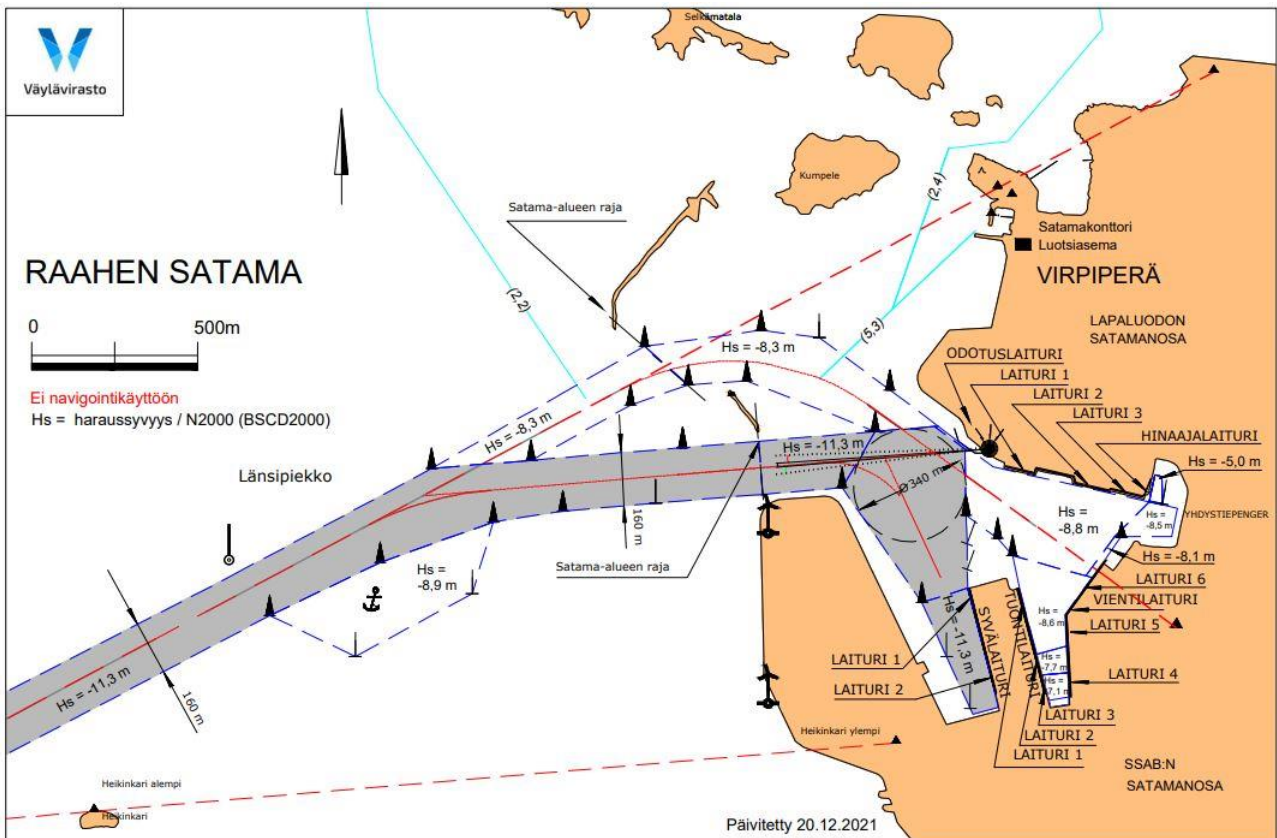 Väylävirasto
Selkämatala
Kumpele
(2,4)
Satama-alueen raja
Satamakonttori
Luotsiasema
VIRPIPERÄ
RAAHEN SATAMA
(2,2)
0 500m
(5,3)
LAPALUODON
SATAMANOSA
Hs = -8,3 m
ODOTUSLAITURI
LAITURI 1
LAITURI 2
LAITURI 3
HINAAJALAITURI
Ei navigointikäyttöön
Hs = haraussyvyys / N2000 (BSCD2000)
Hs = -8,3 m
Hs = -11,3 m
Hs = -5,0 m
Länsipiekko
Ø340 m
160 m
Hs =
-8,8 m
Hs =
-8,5 m
YHDYSTIEPENGER
Hs = -8,1 m
Satama-alueen raja
Hs =
-8,9 m
LAITURI 6
VIENTILAITURI
LAITURI 5
Hs =
-8,6 m
Hs = -11,3 m
SYVÄLAITURI
TUONTILAITURI
LAITURI 1
LAITURI 2
Hs =
-7,7 m
Hs =
-7,1 m
LAITURI 4
LAITURI 3
LAITURI 2
LAITURI 1
Hs = -11,3 m
160 m
Heikinkari ylempi
SSAB:N
SATAMANOSA
Heikinkari alempi
Heikinkari
Päivitetty 20.12.2021